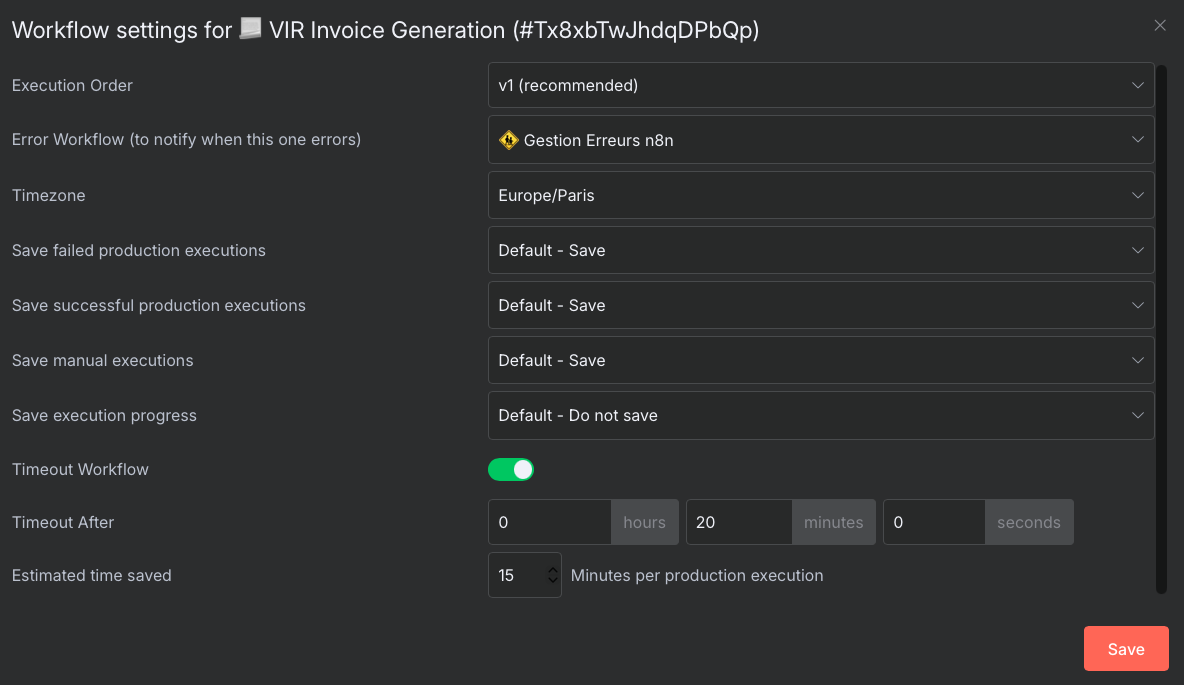 Workflow settings for 🧾 VIR Invoice Generation (#Tx8xbTwJhdqDPbQp)
Execution Order
v1 (recommended)
Error Workflow (to notify when this one errors)
Gestion Erreurs n8n
Timezone
Europe/Paris
Save failed production executions
Default - Save
Save successful production executions
Default - Save
Save manual executions
Default - Save
Save execution progress
Default - Do not save
Timeout Workflow
Timeout After
0 hours 20 minutes 0 seconds
Estimated time saved
15 Minutes per production execution
Save